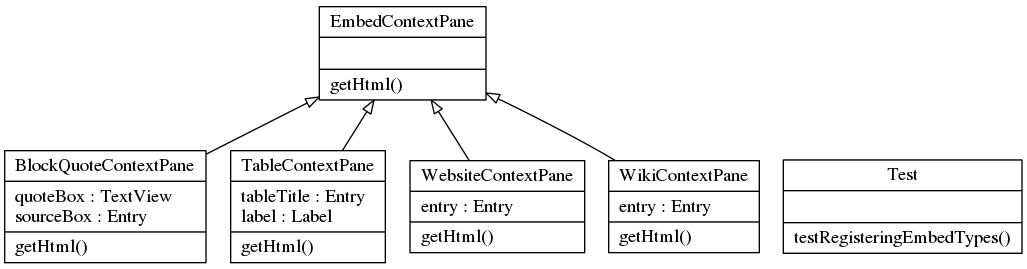 EmbedContextPane
getHtml()
BlockQuoteContextPane
quoteBox : TextView
sourceBox : Entry
getHtml()
TableContextPane
tableTitle : Entry
label : Label
getHtml()
WebsiteContextPane
entry : Entry
getHtml()
WikiContextPane
entry : Entry
getHtml()
Test
testRegisteringEmbedTypes()